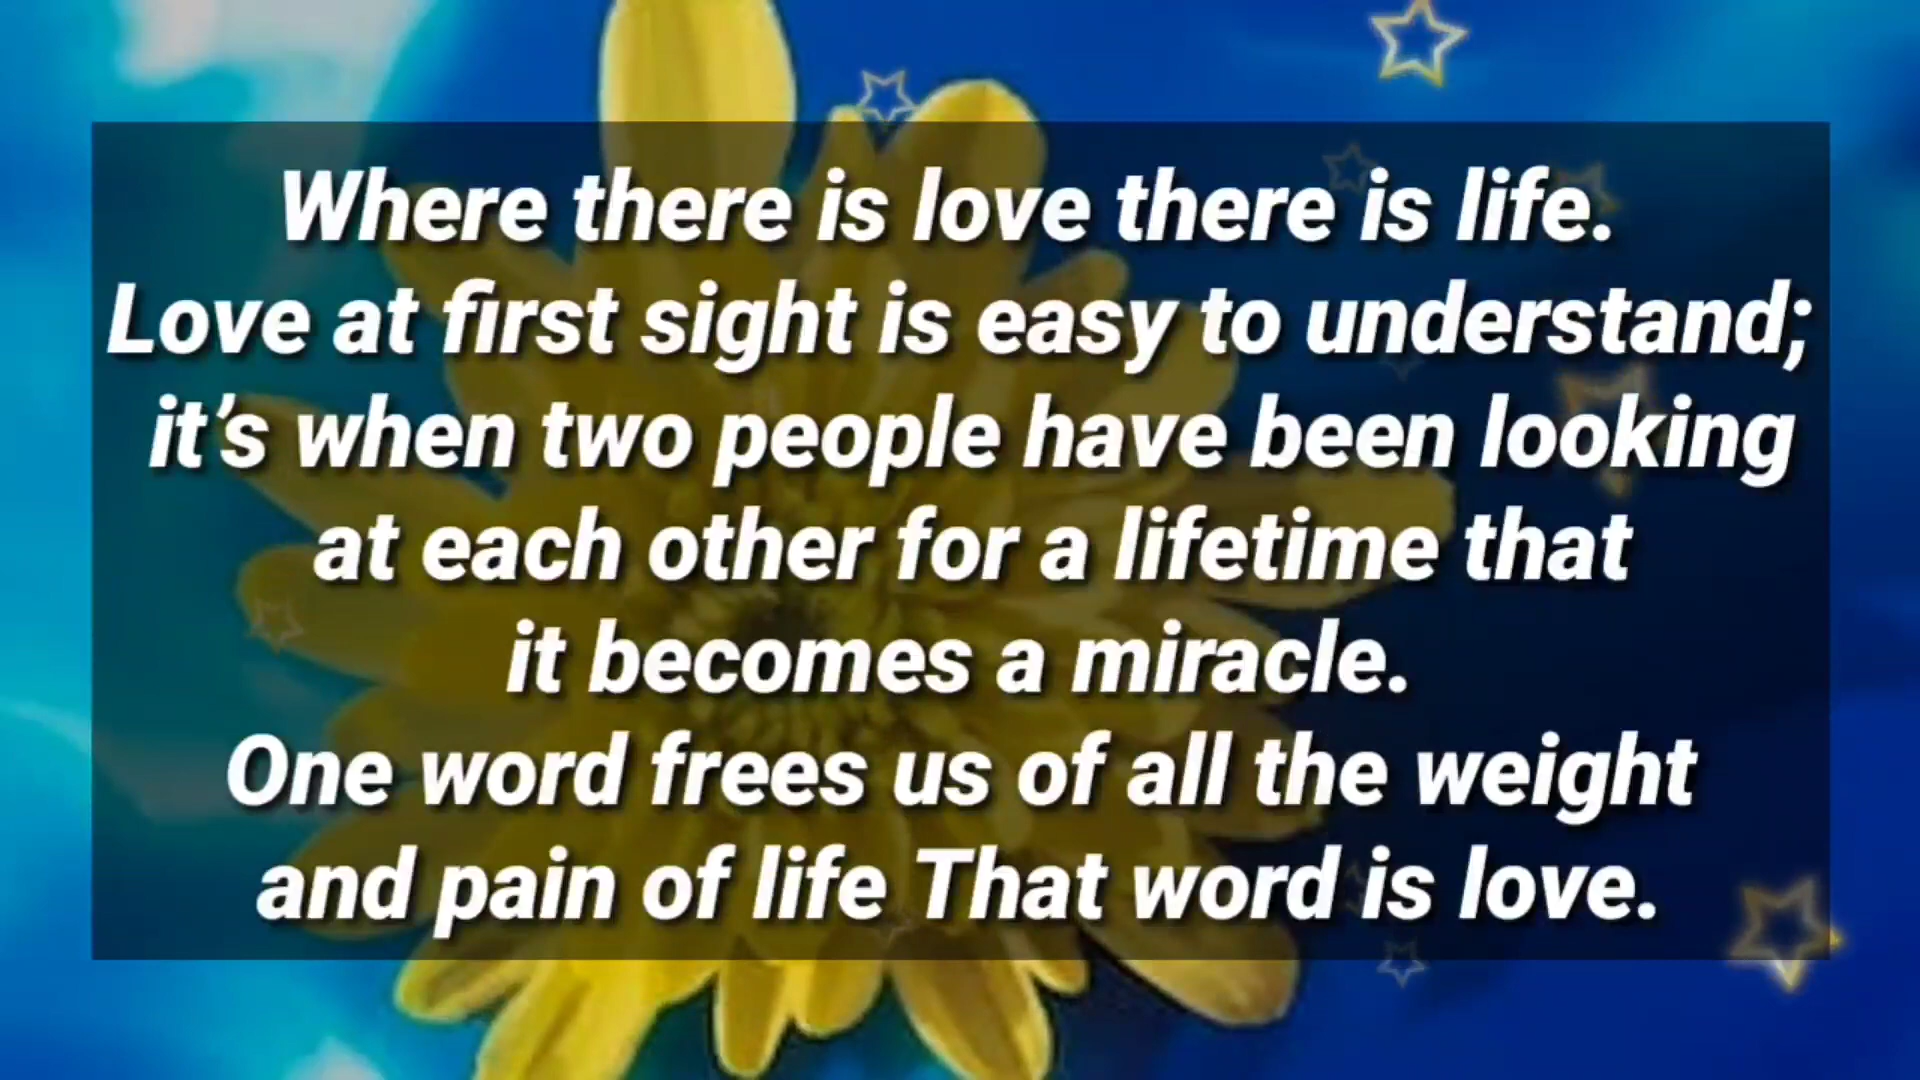 Where there is love there is life.
Love at first sight is easy to understand;
it’s when two people have been looking
at each other for a lifetime that
it becomes a miracle.
One word frees us of all the weight
and pain of life That word is love.